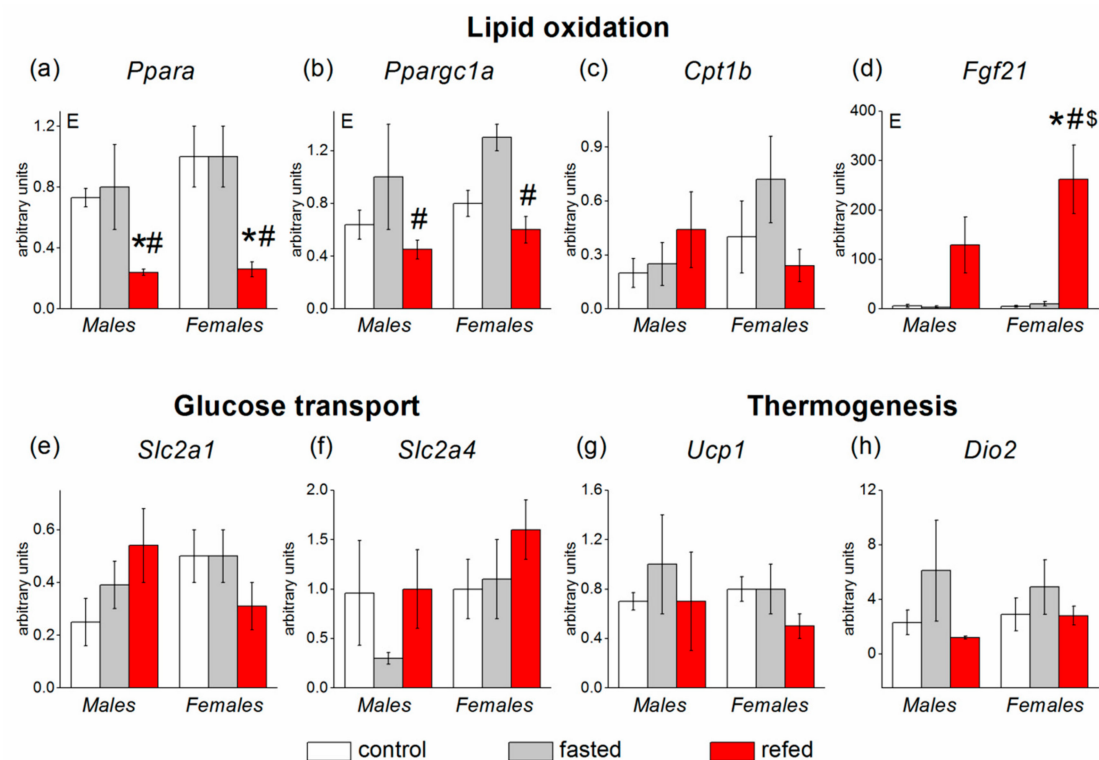 Lipid oxidation
(a) Ppara
(b) Ppargc1a
(c) Cpt1b
(d) Fgf21
arbitrary units
1.2
0.8
0.4
0.0
E
*#
*#
Males Females
arbitrary units
1.2
0.8
0.4
0.0
E
#
#
Males Females
arbitrary units
0.9
0.6
0.3
0.0
Males Females
arbitrary units
400
300
200
100
0
E
*#$
Males Females
Glucose transport
Thermogenesis
(e) Slc2a1
(f) Slc2a4
(g) Ucp1
(h) Dio2
arbitrary units
0.6
0.4
0.2
0.0
Males Females
arbitrary units
2.0
1.5
1.0
0.5
0.0
Males Females
arbitrary units
1.6
1.2
0.8
0.4
0.0
Males Females
arbitrary units
12
9
6
3
0
Males Females
control fasted refed